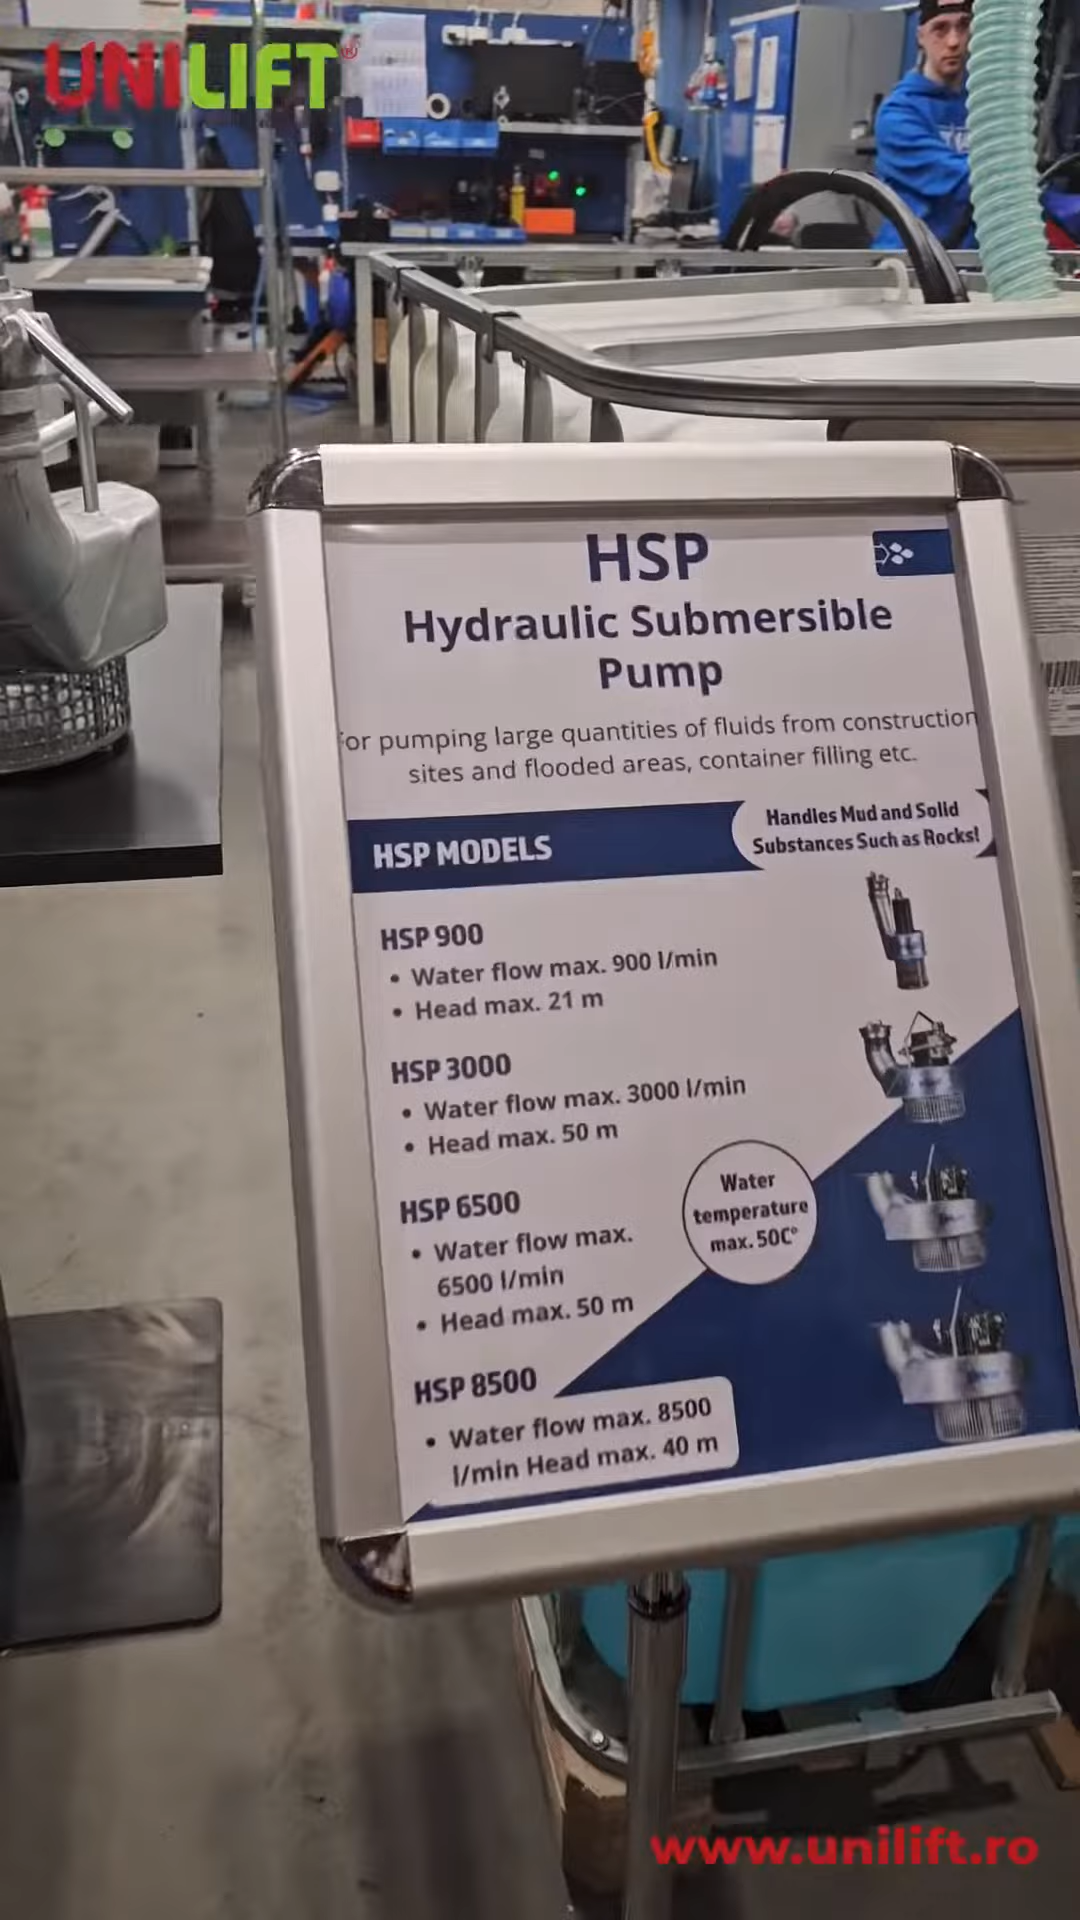 UNILIFT®
HSP
Hydraulic Submersible
Pump
For pumping large quantities of fluids from construction
sites and flooded areas, container filling etc.
HSP MODELS
Handles Mud and Solid
Substances Such as Rocks!
HSP 900
• Water flow max. 900 l/min
• Head max. 21 m
HSP 3000
• Water flow max. 3000 l/min
• Head max. 50 m
HSP 6500
• Water flow max.
6500 l/min
• Head max. 50 m
Water
temperature
max. 50C°
HSP 8500
• Water flow max. 8500
l/min Head max. 40 m
www.unilift.ro